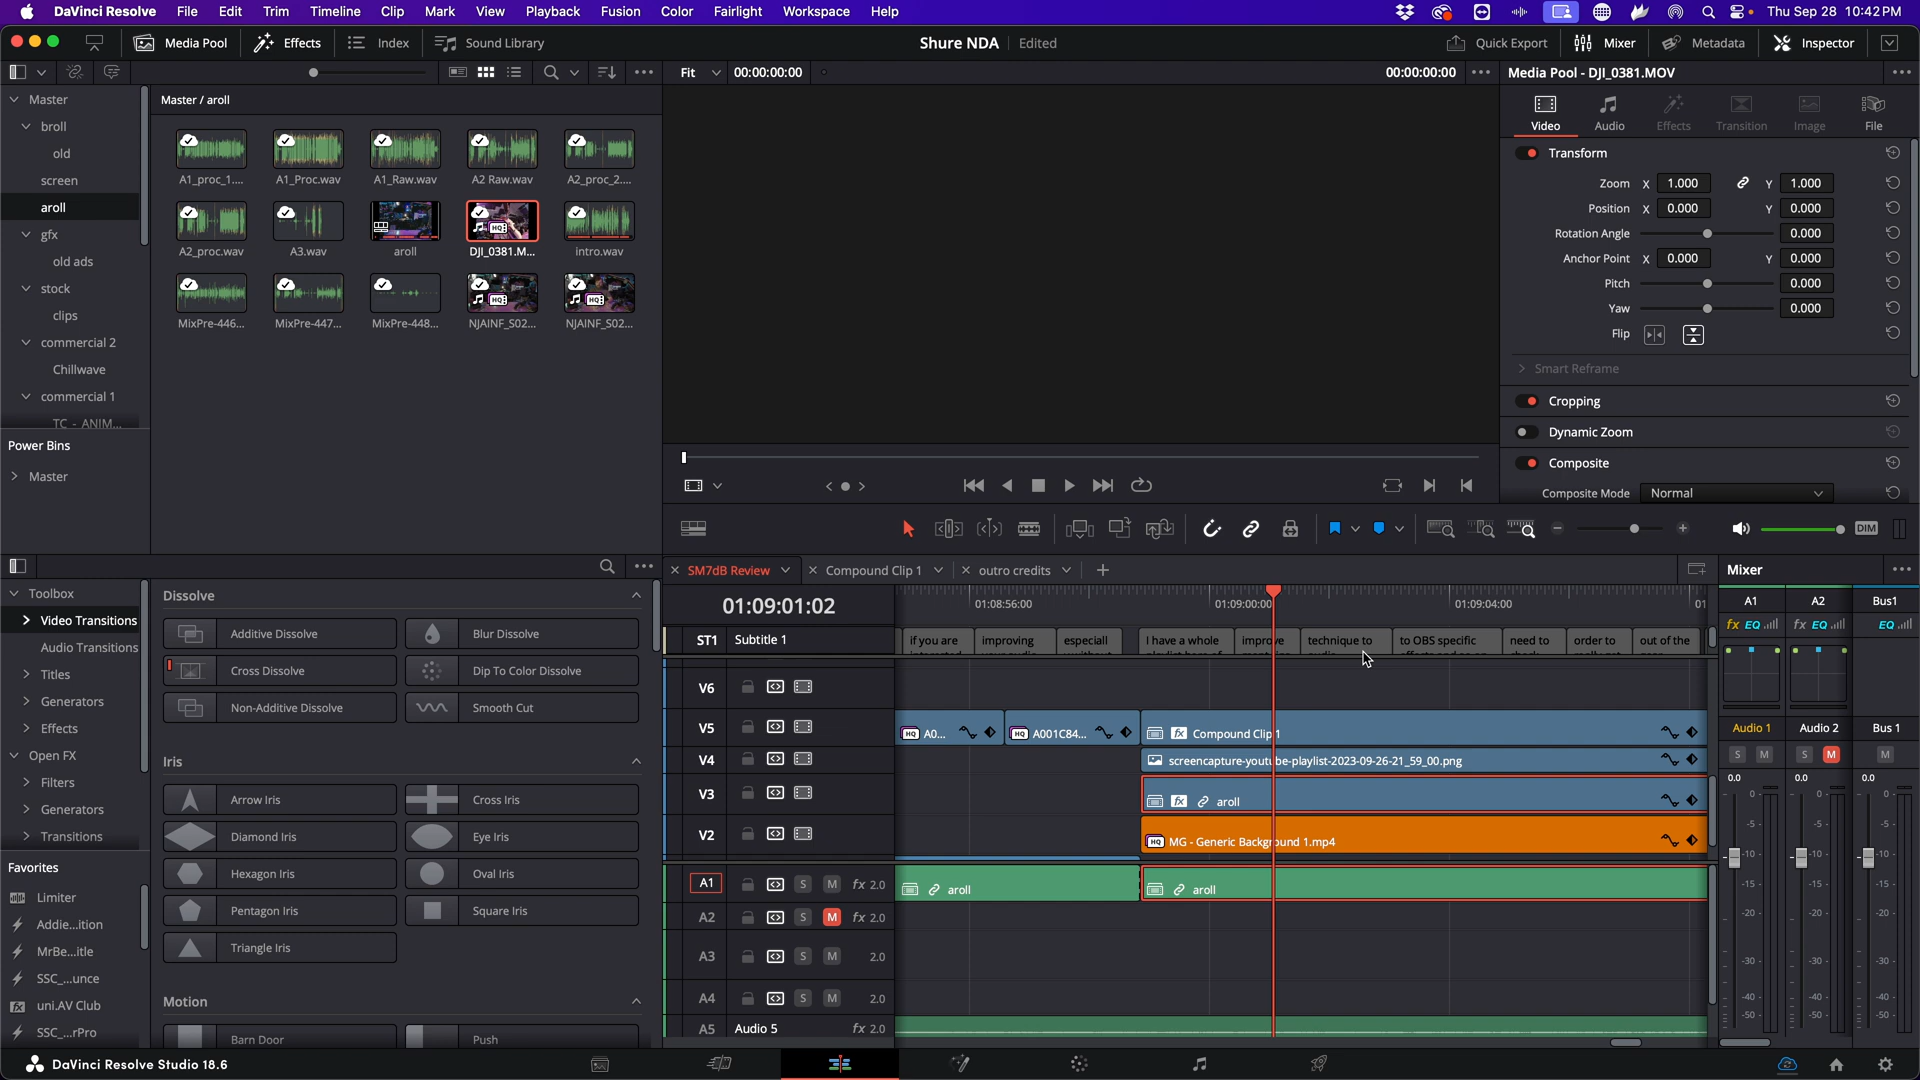 DaVinci Resolve File Edit Trim Timeline Clip Mark View Playback Fusion Color Fairlight Workspace Help Thu Sep 28 10:42 PM
Media Pool Effects Index Sound Library Shure NDA Edited Quick Export Mixer Metadata Inspector
Fit 00:00:00:00 00:00:00:00 Media Pool - DJI_0381.MOV
Master
broll
old
screen
aroll
gfx
old ads
stock
clips
commercial 2
Chillwave
commercial 1
TC - ANIM...
Power Bins
Master
Master / aroll
A1_proc_1.... A1_Proc.wav A1_Raw.wav A2 Raw.wav A2_proc_2....
HQ
A2_proc.wav A3.wav aroll DJI_0381.M... intro.wav
HQ HQ
MixPre-446... MixPre-447... MixPre-448... NJAINF_S02... NJAINF_S02...
Video Audio Effects Transition Image File
Transform
Zoom X 1.000 Y 1.000
Position X 0.000 Y 0.000
Rotation Angle 0.000
Anchor Point X 0.000 Y 0.000
Pitch 0.000
Yaw 0.000
Flip
Smart Reframe
Cropping
Dynamic Zoom
Composite
Composite Mode Normal
DIM
Toolbox
Video Transitions
Audio Transitions
Titles
Generators
Effects
Open FX
Filters
Generators
Transitions
Favorites
Limiter
Addie...ition
MrBe...itle
SSC_...unce
uni.AV Club
SSC_...rPro
Dissolve
Additive Dissolve Blur Dissolve
Cross Dissolve Dip To Color Dissolve
Non-Additive Dissolve Smooth Cut
Iris
Arrow Iris Cross Iris
Diamond Iris Eye Iris
Hexagon Iris Oval Iris
Pentagon Iris Square Iris
Triangle Iris
Motion
Barn Door Push
SM7dB Review Compound Clip 1 outro credits
01:09:01:02 01:08:56:00 01:09:00:00 01:09:04:00 01
ST1 Subtitle 1 if you are improving especiall I have a whole improve technique to to OBS specific need to order to out of the
V6
V5 HQ A0... HQ A001C84... fx Compound Clip 1
V4 screencapture-youtube-playlist-2023-09-26-21_59_00.png
V3 fx aroll
V2 HQ MG - Generic Background 1.mp4
A1 S M fx 2.0 aroll aroll
A2 S M fx 2.0
A3 S M 2.0
A4 S M 2.0
A5 Audio 5 fx 2.0
Mixer
A1 A2 Bus1
fx EQ fx EQ EQ
Audio 1 Audio 2 Bus 1
S M S M M
0.0 0.0 0.0
0 0 0
-5 -5 -5
-10 -10 -10
-15 -15 -15
-20 -20 -20
-30 -30 -30
-40 -40 -40
-50 -50 -50
DaVinci Resolve Studio 18.6